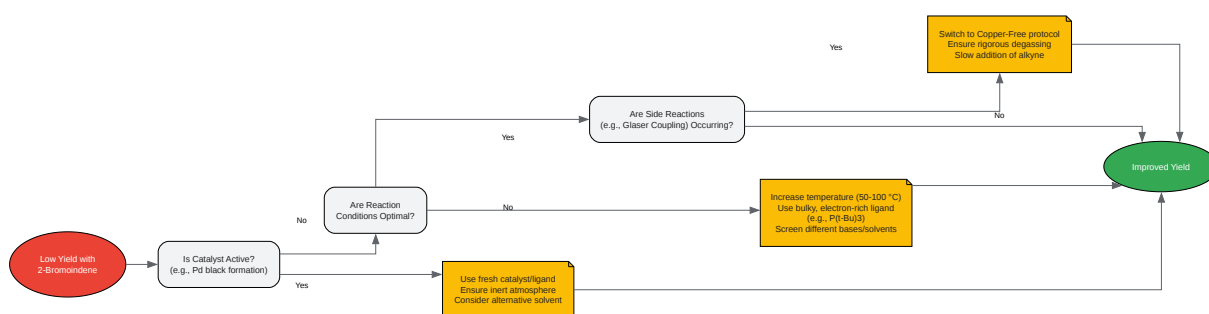 Low Yield with
2-Bromoindene
Is Catalyst Active?
(e.g., Pd black formation)
No
Yes
Are Reaction
Conditions Optimal?
Use fresh catalyst/ligand
Ensure inert atmosphere
Consider alternative solvent
Yes
No
Are Side Reactions
(e.g., Glaser Coupling) Occurring?
Increase temperature (50-100 °C)
Use bulky, electron-rich ligand
(e.g., P(t-Bu)3)
Screen different bases/solvents
Yes
No
Switch to Copper-Free protocol
Ensure rigorous degassing
Slow addition of alkyne
Improved Yield